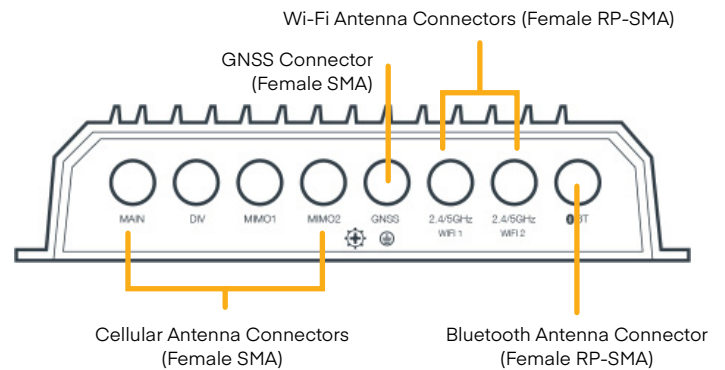 Wi-Fi Antenna Connectors (Female RP-SMA)
GNSS Connector
(Female SMA)
MAIN
DIV
MIMO1
MIMO2
GNSS
2.4/5GHz
WIFI 1
2.4/5GHz
WIFI 2
BT
Cellular Antenna Connectors
(Female SMA)
Bluetooth Antenna Connector
(Female RP-SMA)